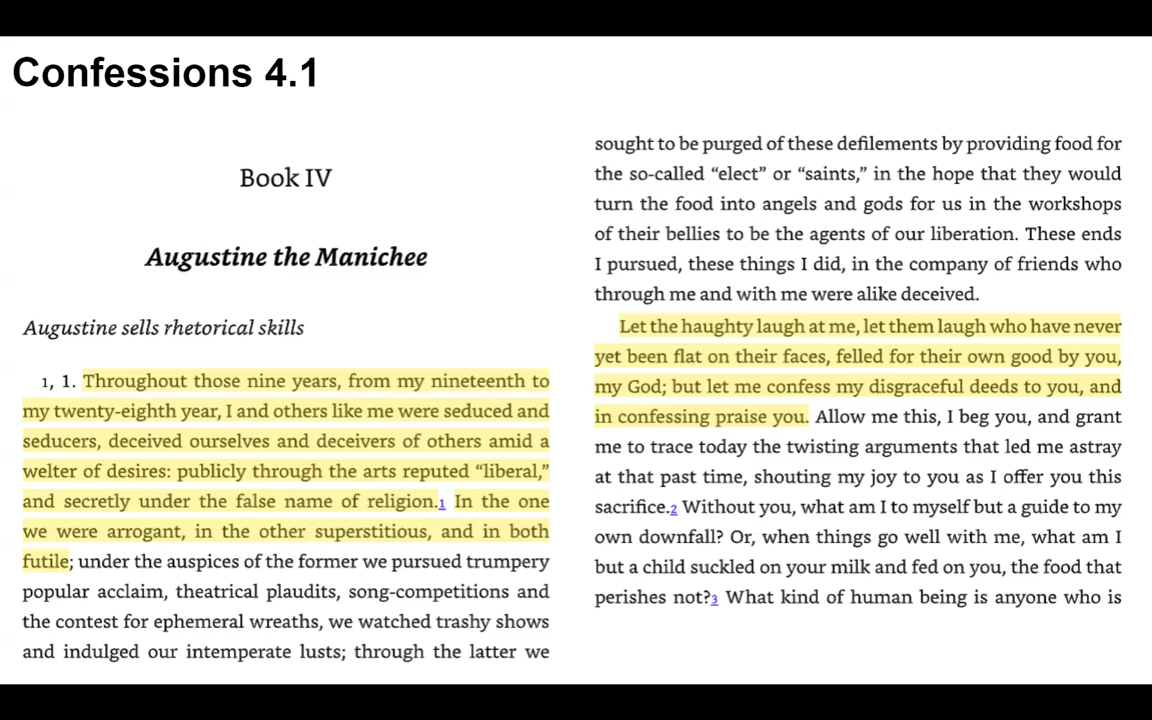 Confessions 4.1
Book IV
Augustine the Manichee
Augustine sells rhetorical skills
1, 1. Throughout those nine years, from my nineteenth to
my twenty-eighth year, I and others like me were seduced and
seducers, deceived ourselves and deceivers of others amid a
welter of desires: publicly through the arts reputed “liberal,”
and secretly under the false name of religion.1 In the one
we were arrogant, in the other superstitious, and in both
futile; under the auspices of the former we pursued trumpery
popular acclaim, theatrical plaudits, song-competitions and
the contest for ephemeral wreaths, we watched trashy shows
and indulged our intemperate lusts; through the latter we
sought to be purged of these defilements by providing food for
the so-called “elect” or “saints,” in the hope that they would
turn the food into angels and gods for us in the workshops
of their bellies to be the agents of our liberation. These ends
I pursued, these things I did, in the company of friends who
through me and with me were alike deceived.
Let the haughty laugh at me, let them laugh who have never
yet been flat on their faces, felled for their own good by you,
my God; but let me confess my disgraceful deeds to you, and
in confessing praise you. Allow me this, I beg you, and grant
me to trace today the twisting arguments that led me astray
at that past time, shouting my joy to you as I offer you this
sacrifice.2 Without you, what am I to myself but a guide to my
own downfall? Or, when things go well with me, what am I
but a child suckled on your milk and fed on you, the food that
perishes not?3 What kind of human being is anyone who is